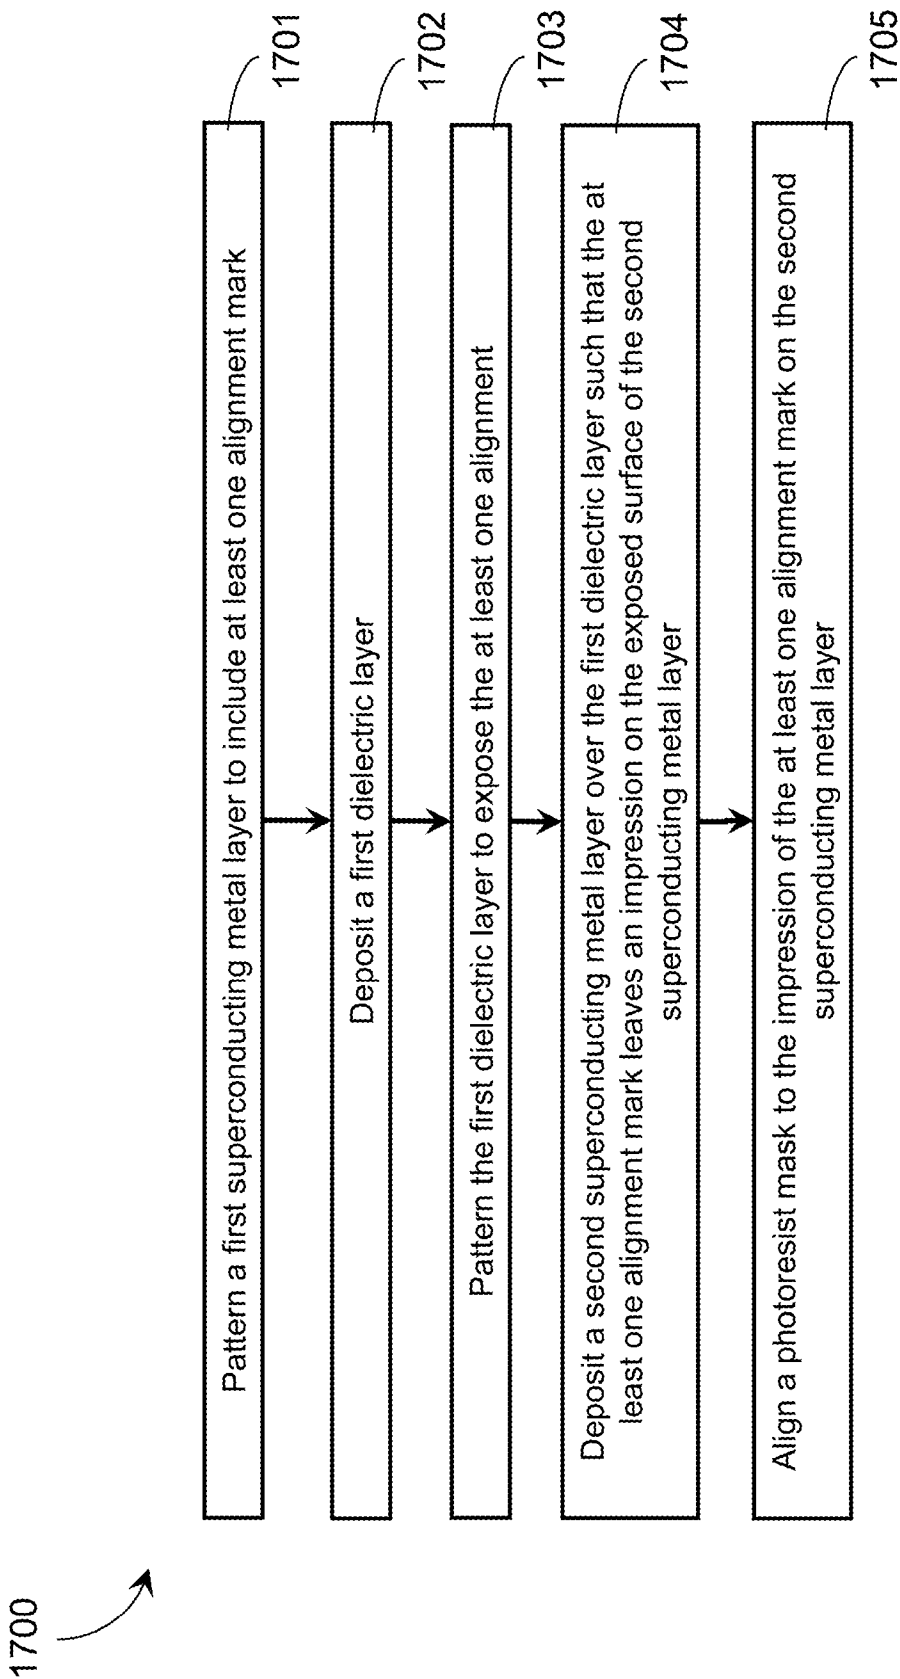 1700
Pattern a first superconducting metal layer to include at least one alignment mark
1701
Deposit a first dielectric layer
1702
Pattern the first dielectric layer to expose the at least one alignment
1703
Deposit a second superconducting metal layer over the first dielectric layer such that the at
least one alignment mark leaves an impression on the exposed surface of the second
superconducting metal layer
1704
Align a photoresist mask to the impression of the at least one alignment mark on the second
superconducting metal layer
1705